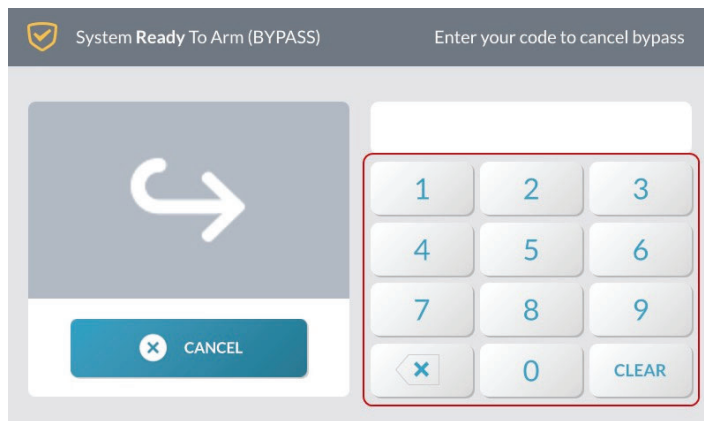 System Ready To Arm (BYPASS)
Enter your code to cancel bypass
1 2 3
4 5 6
7 8 9
0 CLEAR
CANCEL